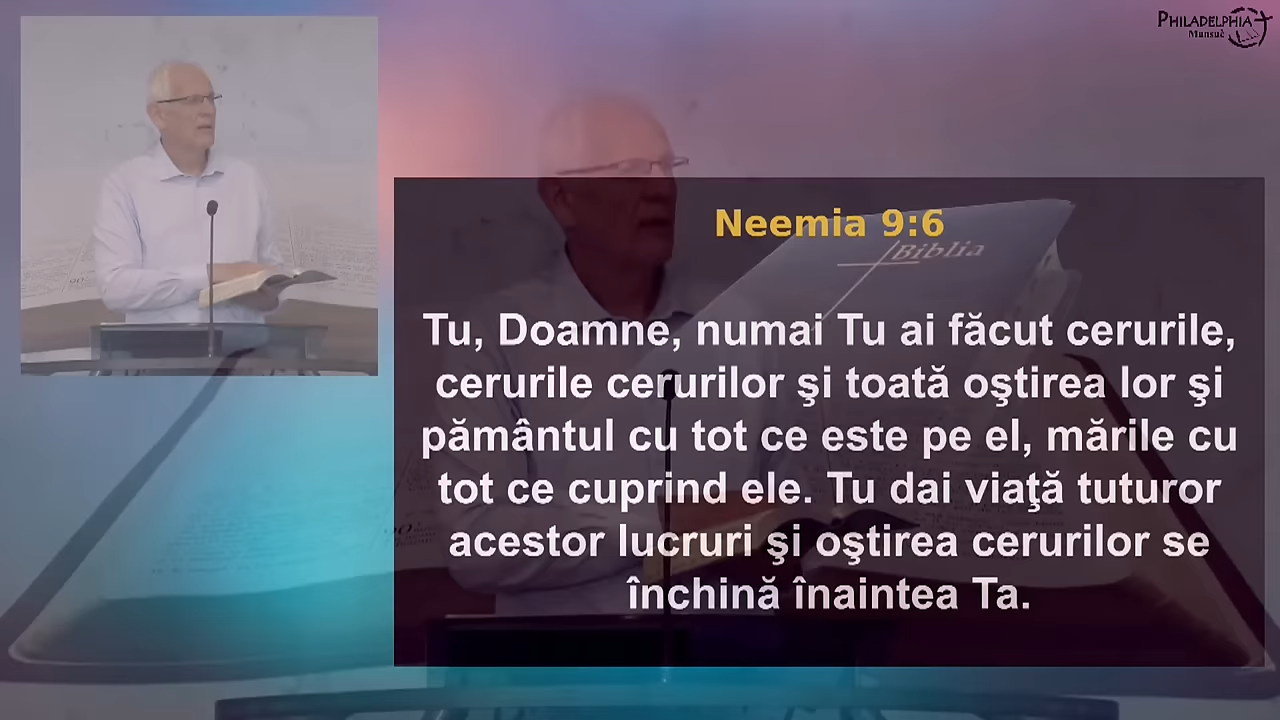 PHILADELPHIA
Mansuè
Neemia 9:6
Biblia
Tu, Doamne, numai Tu ai făcut cerurile,
cerurile cerurilor şi toată oştirea lor şi
pământul cu tot ce este pe el, mările cu
tot ce cuprind ele. Tu dai viaţă tuturor
acestor lucruri şi oştirea cerurilor se
închină înaintea Ta.